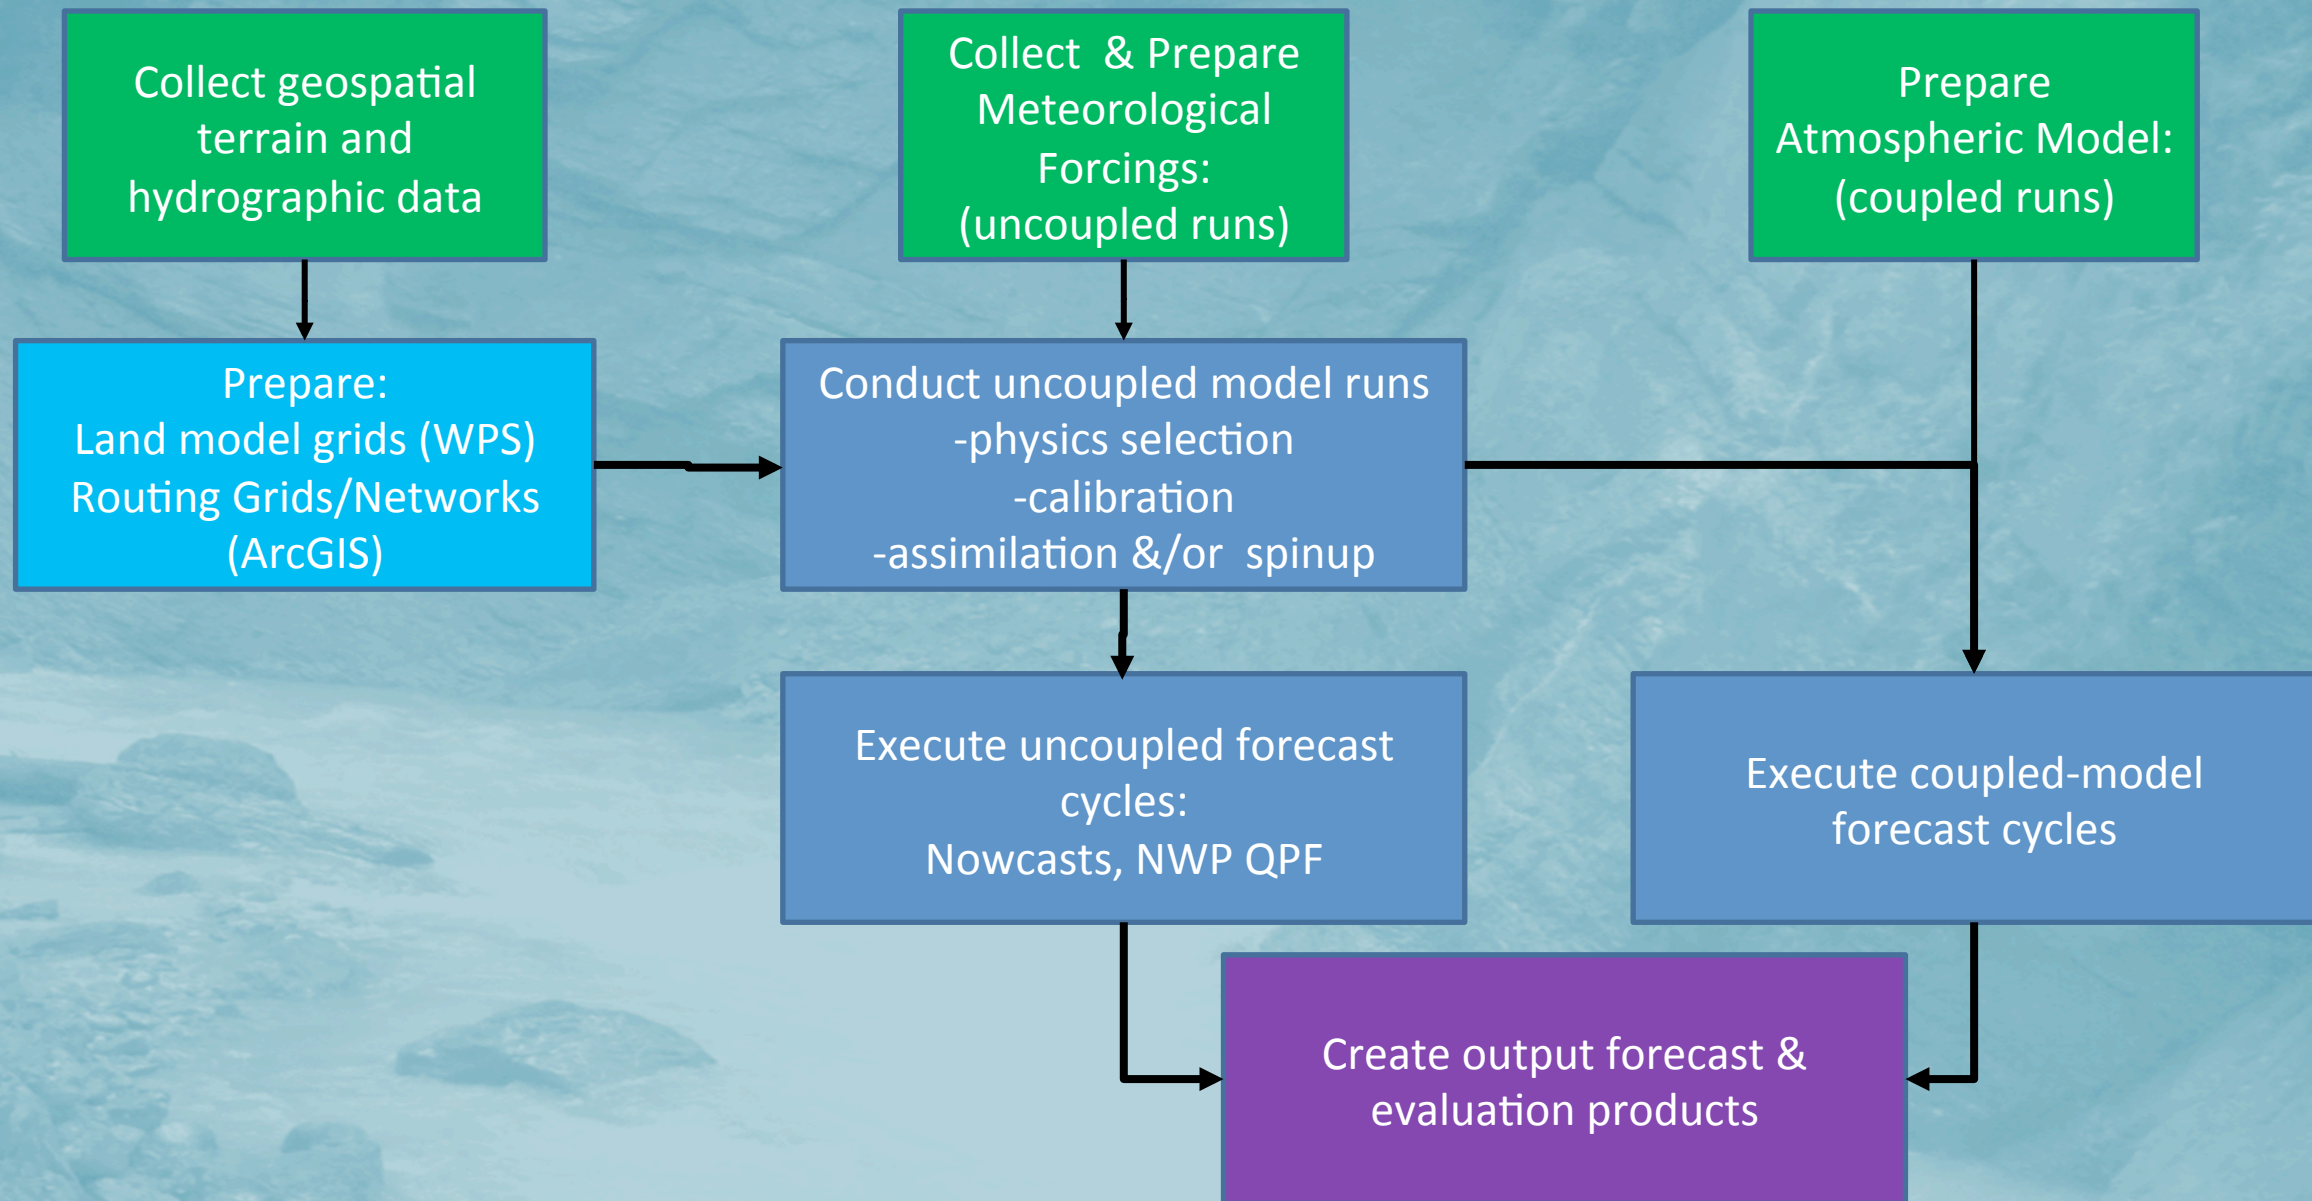 Collect geospatial
terrain and
hydrographic data
Collect & Prepare
Meteorological
Forcings:
(uncoupled runs)
Prepare
Atmospheric Model:
(coupled runs)
Prepare:
Land model grids (WPS)
Routing Grids/Networks
(ArcGIS)
Conduct uncoupled model runs
-physics selection
-calibration
-assimilation &/or spinup
Execute uncoupled forecast
cycles:
Nowcasts, NWP QPF
Execute coupled-model
forecast cycles
Create output forecast &
evaluation products